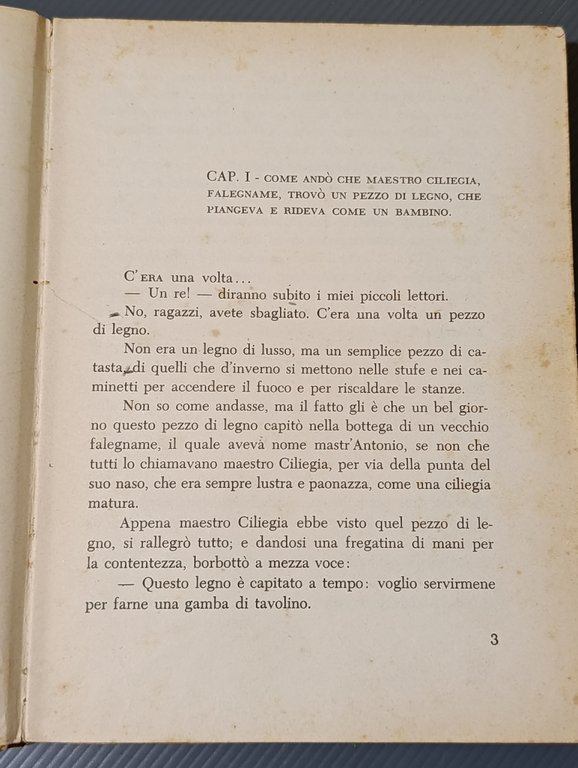 CAP. I - COME ANDÒ CHE MAESTRO CILIEGIA,
FALEGNAME, TROVÒ UN PEZZO DI LEGNO, CHE
PIANGEVA E RIDEVA COME UN BAMBINO.
C'ERA una volta...
— Un re! — diranno subito i miei piccoli lettori.
No, ragazzi, avete sbagliato. C'era una volta un pezzo
di legno.
Non era un legno di lusso, ma un semplice pezzo di ca-
tasta, di quelli che d'inverno si mettono nelle stufe e nei ca-
minetti per accendere il fuoco e per riscaldare le stanze.
Non so come andasse, ma il fatto gli è che un bel gior-
no questo pezzo di legno capitò nella bottega di un vecchio
falegname, il quale aveva nome mastr'Antonio, se non che
tutti lo chiamavano maestro Ciliegia, per via della punta del
suo naso, che era sempre lustra e paonazza, come una ciliegia
matura.
Appena maestro Ciliegia ebbe visto quel pezzo di le-
gno, si rallegrò tutto; e dandosi una fregatina di mani per
la contentezza, borbottò a mezza voce:
— Questo legno è capitato a tempo: voglio servirmene
per farne una gamba di tavolino.
3